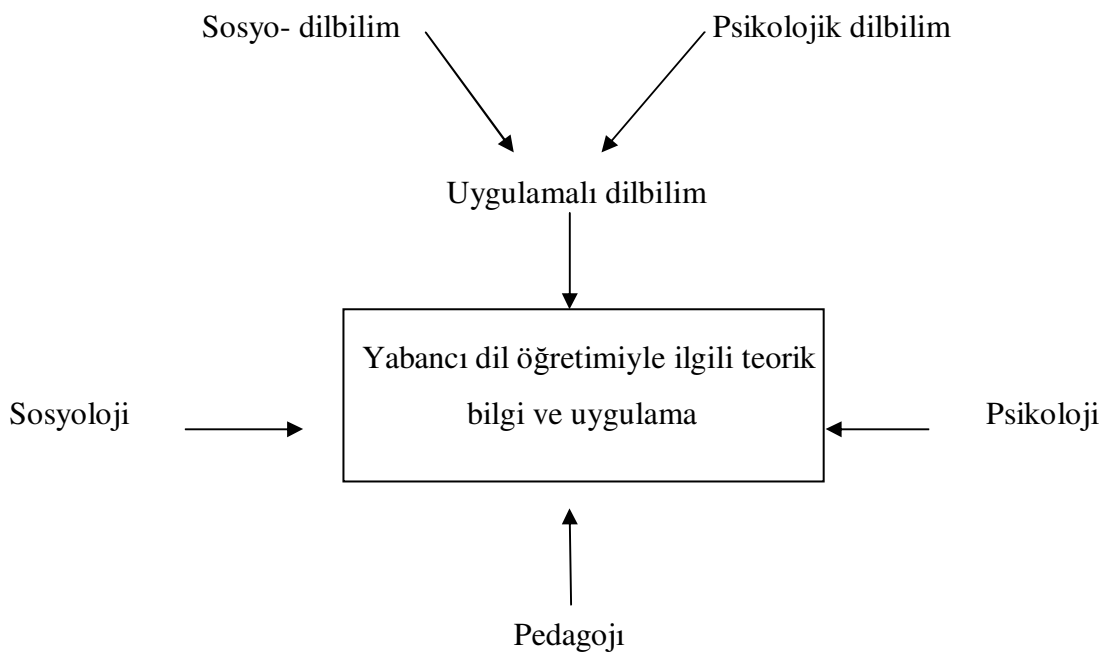 Sosyo- dilbilim
Psikolojik dilbilim
Uygulamalı dilbilim
Yabancı dil öğretimiyle ilgili teorik
bilgi ve uygulama
Sosyoloji
Psikoloji
Pedagojı